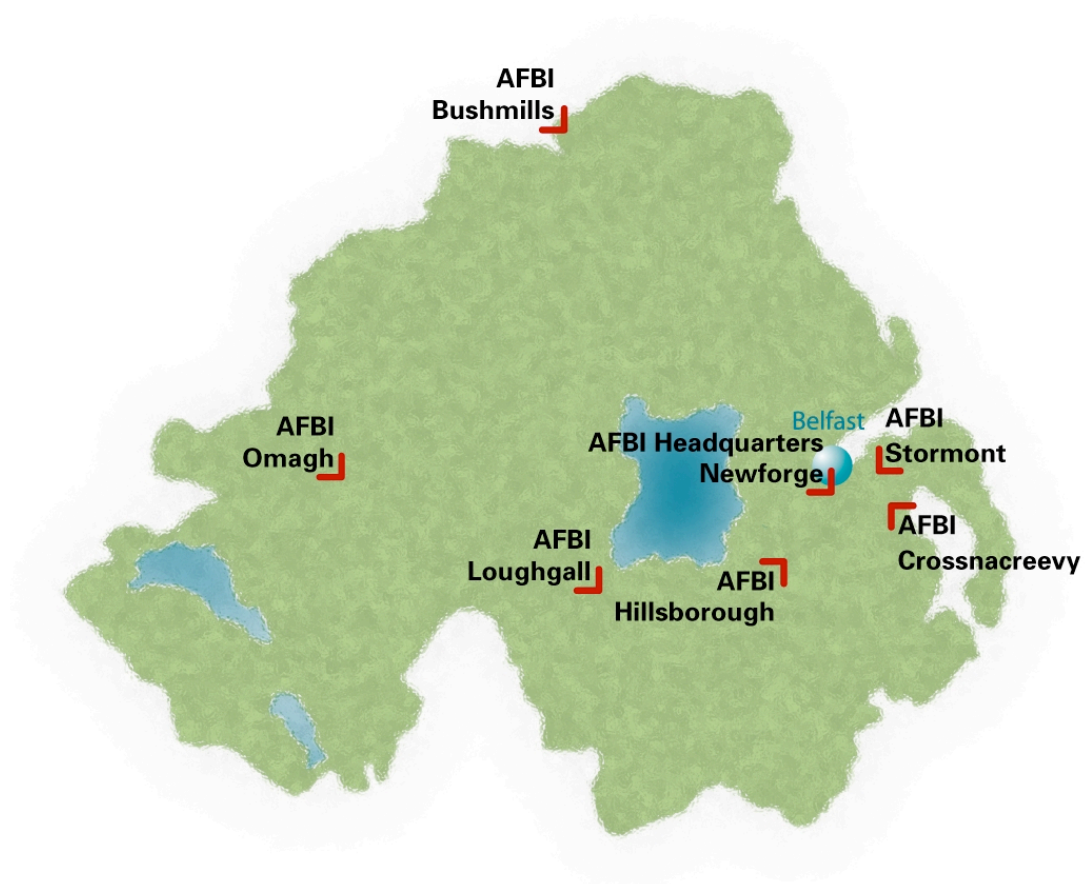 AFBI
Bushmills
Belfast
AFBI
Stormont
AFBI
Omagh
AFBI Headquarters
Newforge
AFBI
Crossnacreevy
AFBI
Loughgall
AFBI
Hillsborough